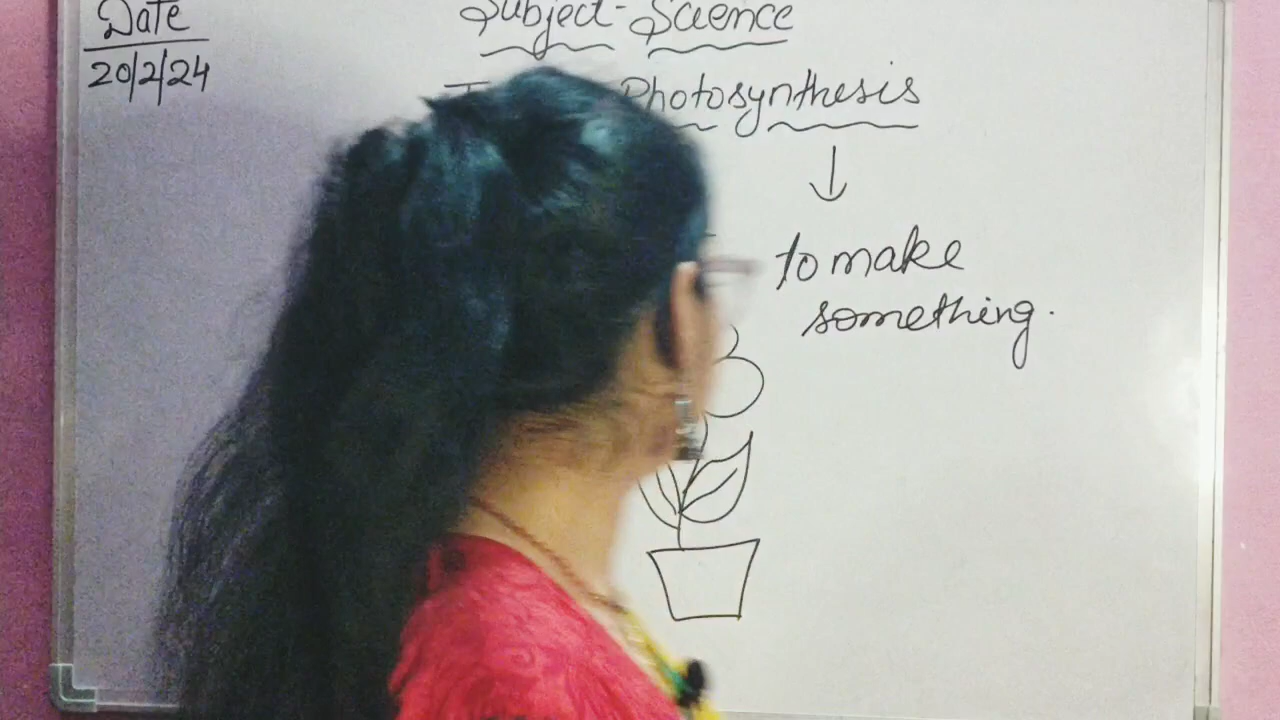 Date
20/2/24
Subject - Science
Photosynthesis
to make
something.